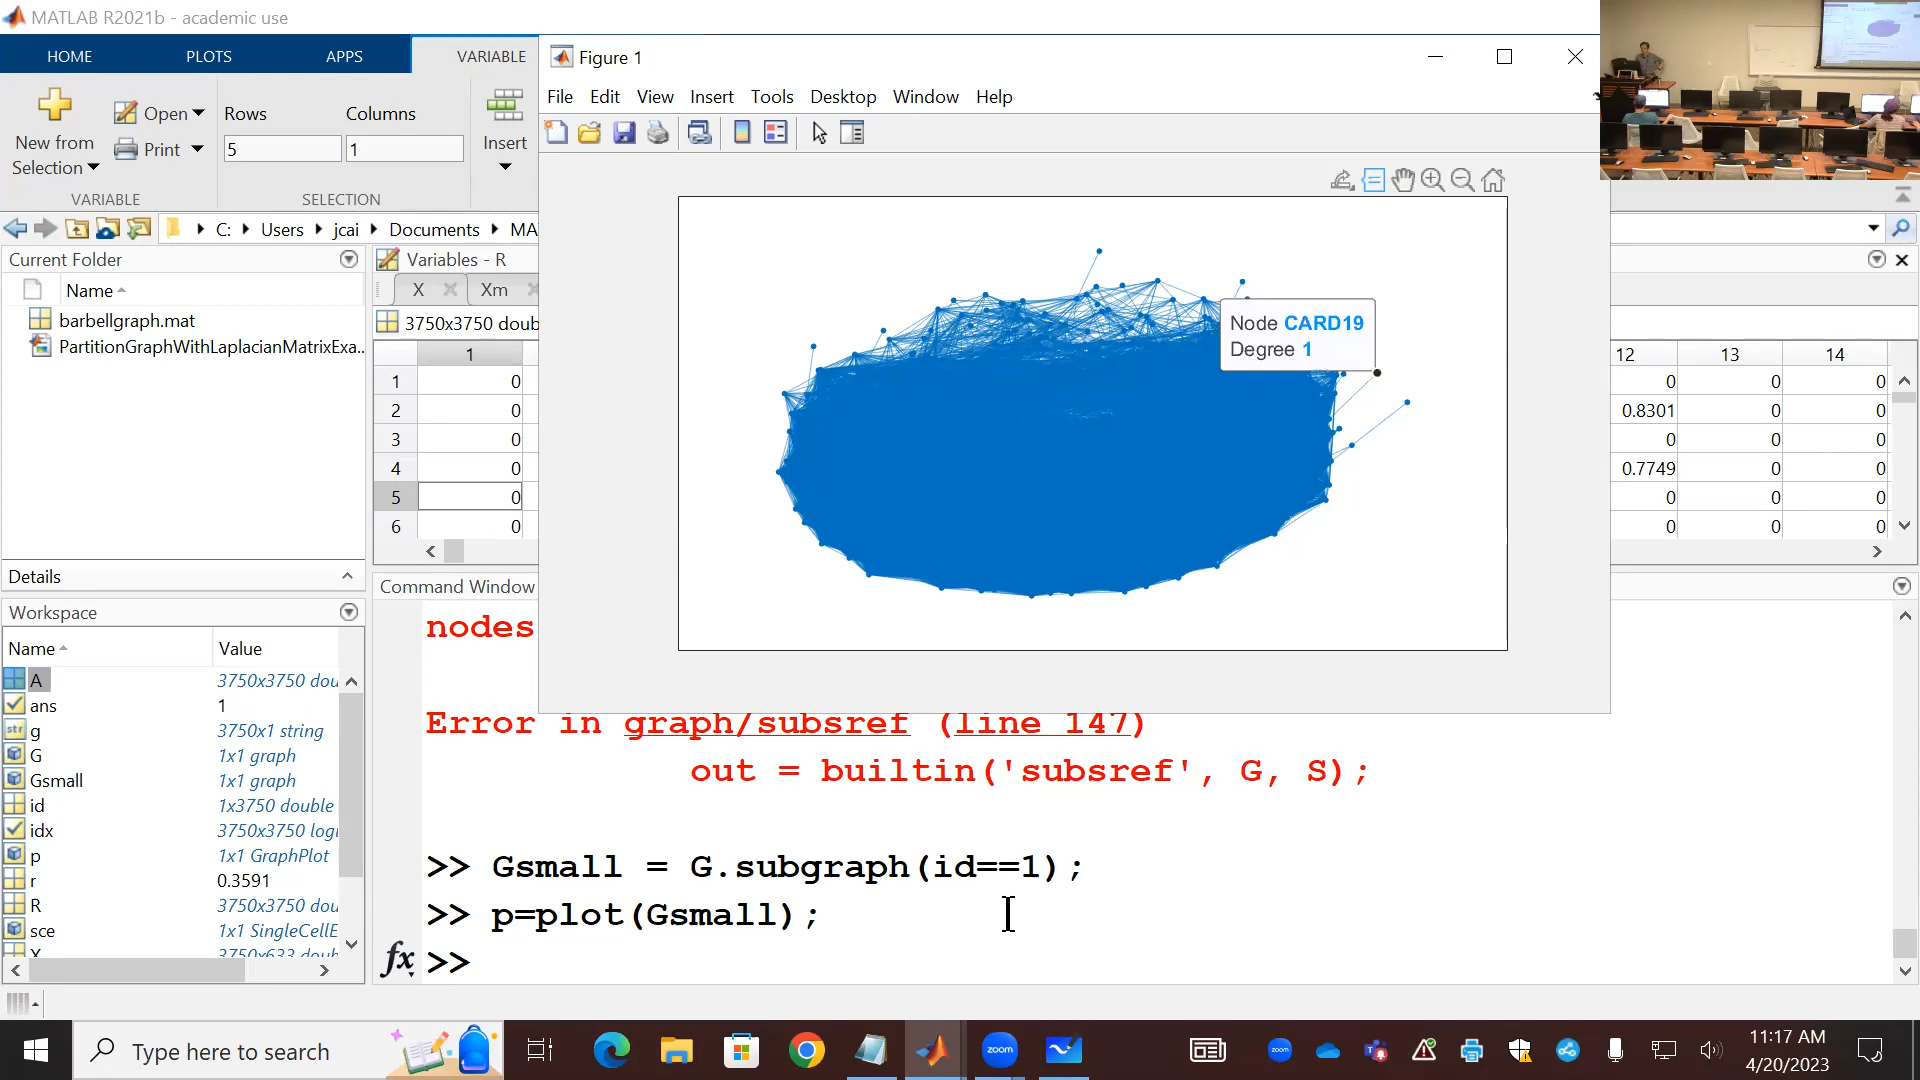 MATLAB R2021b - academic use
HOME PLOTS APPS VARIABLE
New from Selection
Open
Print
VARIABLE
Rows
5
Columns
1
SELECTION
Insert
C: Users jcai Documents MAT
Figure 1
File Edit View Insert Tools Desktop Window Help
Node CARD19
Degree 1
Current Folder
Name
barbellgraph.mat
PartitionGraphWithLaplacianMatrixExa...
Details
Variables - R
X Xm
3750x3750 doub
1
1 0
2 0
3 0
4 0
5 0
6 0
12 13 14
0 0 0
0.8301 0 0
0 0 0
0.7749 0 0
0 0 0
0 0 0
Workspace
Name Value
A 3750x3750 dou
ans 1
g 3750x1 string
G 1x1 graph
Gsmall 1x1 graph
id 1x3750 double
idx 3750x3750 logi
p 1x1 GraphPlot
r 0.3591
R 3750x3750 dou
sce 1x1 SingleCellE
X 3750x633 doub
Command Window
nodes
Error in graph/subsref (line 147)
out = builtin('subsref', G, S);
>> Gsmall = G.subgraph(id==1);
>> p=plot(Gsmall);
fx >>
Type here to search
zoom
zoom
11:17 AM
4/20/2023